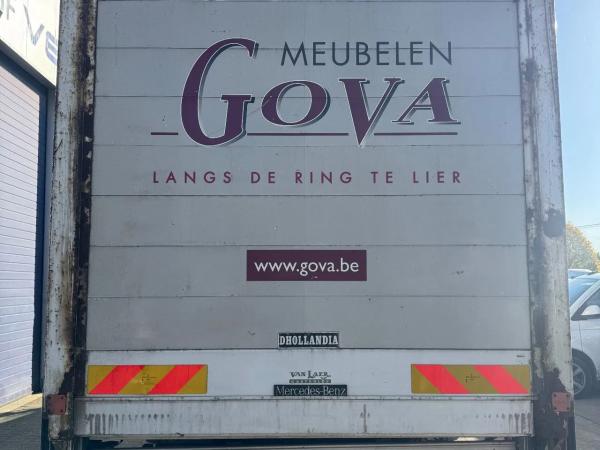 MEUBELEN
GOVA
LANGS DE RING TE LIER
www.gova.be
DHOLLANDIA
VAN LAER
Mercedes-Benz